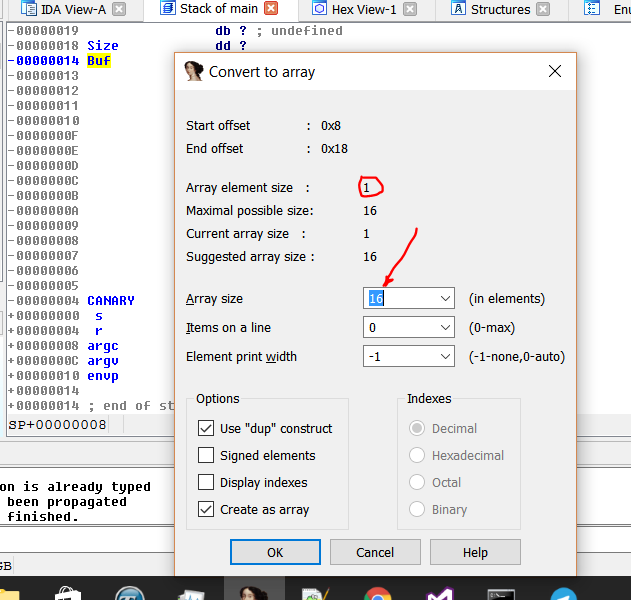 IDA View-A
Stack of main
Hex View-1
Structures
Enu
-00000019 db ? ; undefined
-00000018 Size dd ?
-00000014 Buf
-00000013
-00000012
-00000011
-00000010
-0000000F
-0000000E
-0000000D
-0000000C
-0000000B
-0000000A
-00000009
-00000008
-00000007
-00000006
-00000005
-00000004 CANARY
+00000000 s
+00000004 r
+00000008 argc
+0000000C argv
+00000010 envp
+00000014
+00000014 ; end of st
SP+00000008
Convert to array
Start offset : 0x8
End offset : 0x18
Array element size : 1
Maximal possible size: 16
Current array size : 1
Suggested array size : 16
Array size 16 (in elements)
Items on a line 0 (0-max)
Element print width -1 (-1-none,0-auto)
Options
Use "dup" construct
Signed elements
Display indexes
Create as array
Indexes
Decimal
Hexadecimal
Octal
Binary
OK Cancel Help
on is already typed
been propagated
finished.
GB